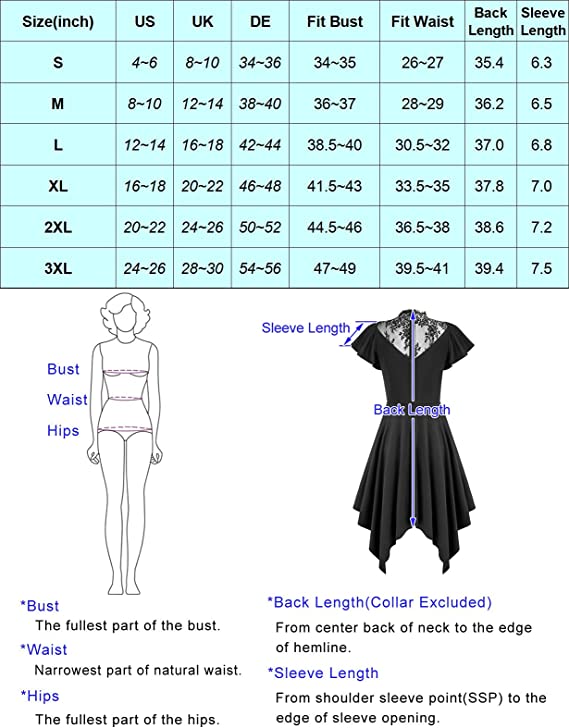 Size(inch) US UK DE Fit Bust Fit Waist Back Length Sleeve Length
S 4~6 8~10 34~36 34~35 26~27 35.4 6.3
M 8~10 12~14 38~40 36~37 28~29 36.2 6.5
L 12~14 16~18 42~44 38.5~40 30.5~32 37.0 6.8
XL 16~18 20~22 46~48 41.5~43 33.5~35 37.8 7.0
2XL 20~22 24~26 50~52 44.5~46 36.5~38 38.6 7.2
3XL 24~26 28~30 54~56 47~49 39.5~41 39.4 7.5
Bust
Waist
Hips
Sleeve Length
Back Length
*Bust
The fullest part of the bust.
*Waist
Narrowest part of natural waist.
*Hips
The fullest part of the hips.
*Back Length(Collar Excluded)
From center back of neck to the edge
of hemline.
*Sleeve Length
From shoulder sleeve point(SSP) to the
edge of sleeve opening.